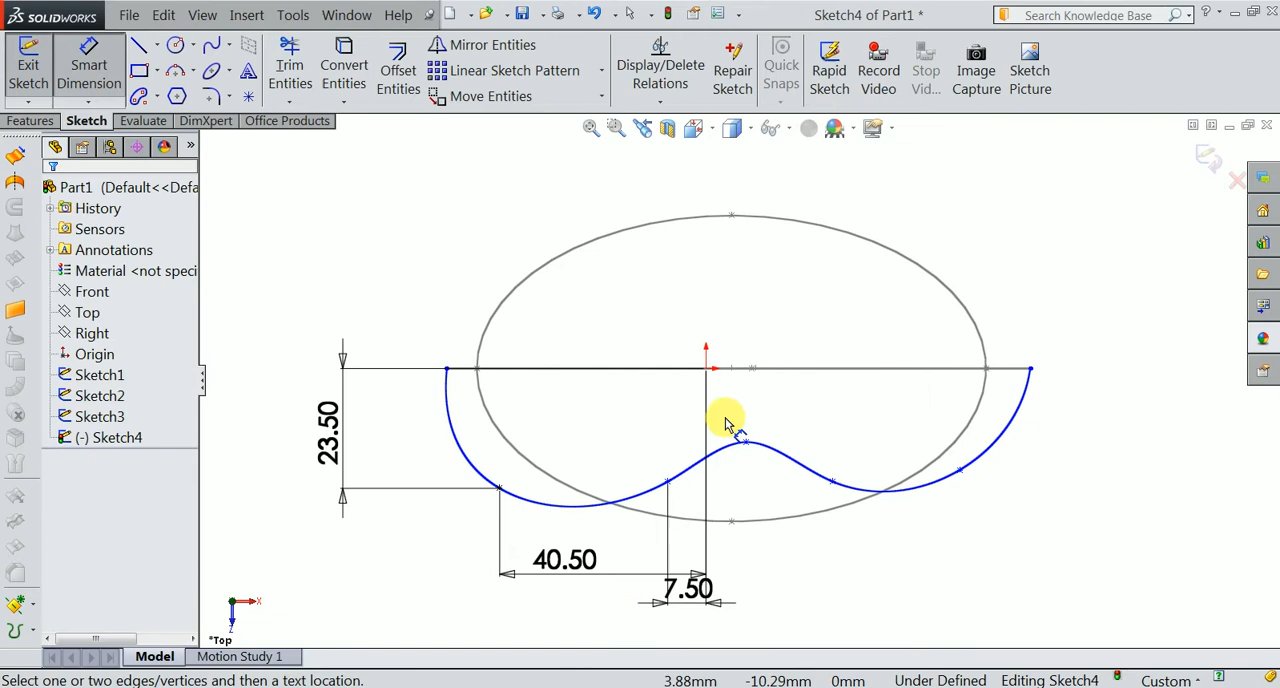 SOLIDWORKS File Edit View Insert Tools Window Help Sketch4 of Part1 * Search Knowledge Base ?
Exit Sketch
Smart Dimension
Trim Entities
Convert Entities
Offset Entities
Mirror Entities
Linear Sketch Pattern
Move Entities
Display/Delete Relations
Repair Sketch
Quick Snaps
Rapid Sketch
Record Video
Stop Vid...
Image Capture
Sketch Picture
Features Sketch Evaluate DimXpert Office Products
Part1 (Default<<Defa
History
Sensors
Annotations
Material <not speci
Front
Top
Right
Origin
Sketch1
Sketch2
Sketch3
(-) Sketch4
23.50
40.50
7.50
X
Z
*Top
Model Motion Study 1
Select one or two edges/vertices and then a text location. 3.88mm -10.29mm 0mm Under Defined Editing Sketch4 Custom